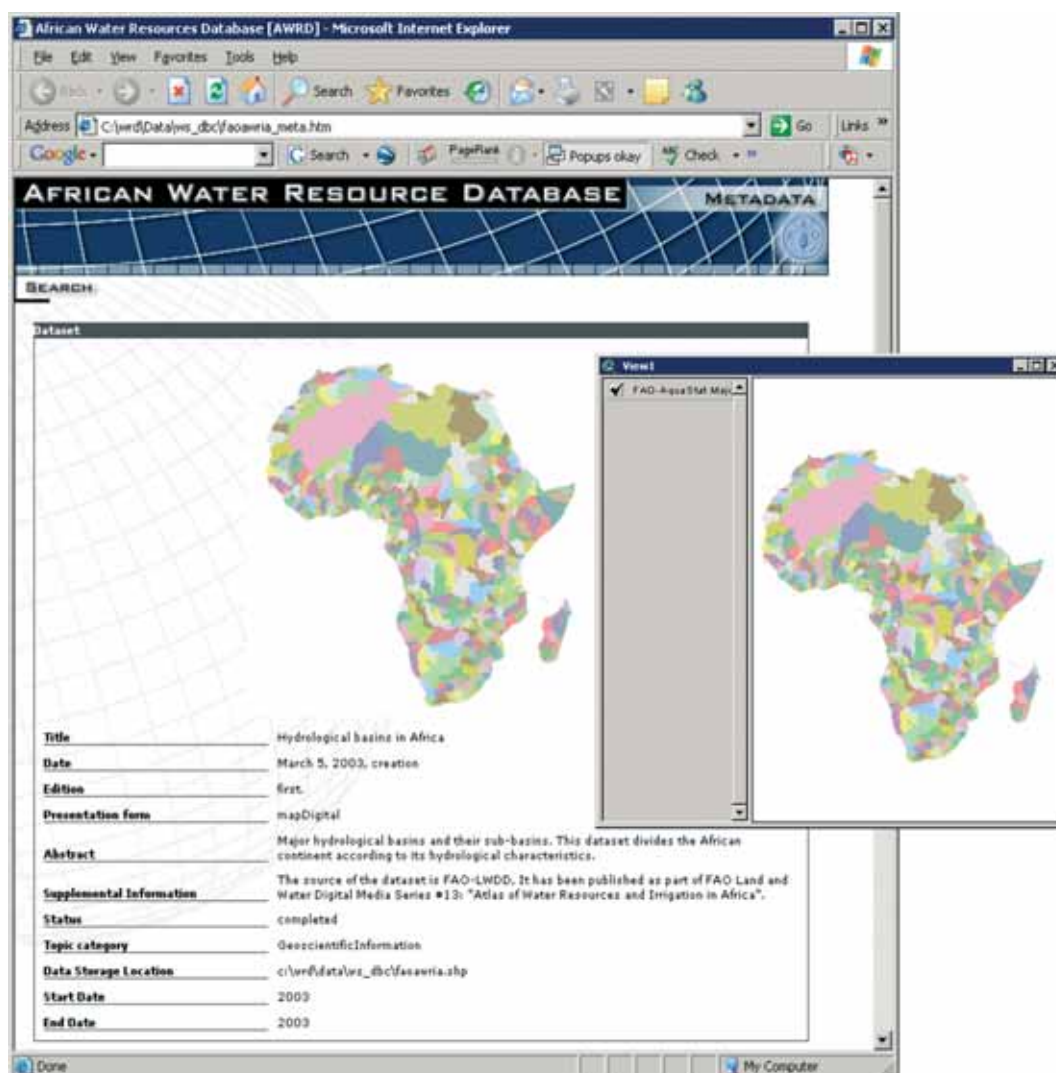 African Water Resources Database [AWRD] - Microsoft Internet Explorer
File Edit View Favorites Tools Help
Back Search Favorites
Address C:\wrd\Data\ws_dbc\faoawria_meta.htm Go Links »
Google Search PageRank Popups okay Check »
AFRICAN WATER RESOURCE DATABASE METADATA
SEARCH
Dataset
View1
FAO-AquaStat Maj
Title Hydrological basins in Africa
Date March 5, 2003, creation
Edition first.
Presentation form mapDigital
Abstract Major hydrological basins and their sub-basins. This dataset divides the African
continent according to its hydrological characteristics.
Supplemental Information The source of the dataset is FAO-LWDD. It has been published as part of FAO Land and
Water Digital Media Series #13: "Atlas of Water Resources and Irrigation in Africa".
Status completed
Topic category GeoscientificInformation
Data Storage Location c:\wrd\data\ws_dbc\faoawria.shp
Start Date 2003
End Date 2003
Done My Computer